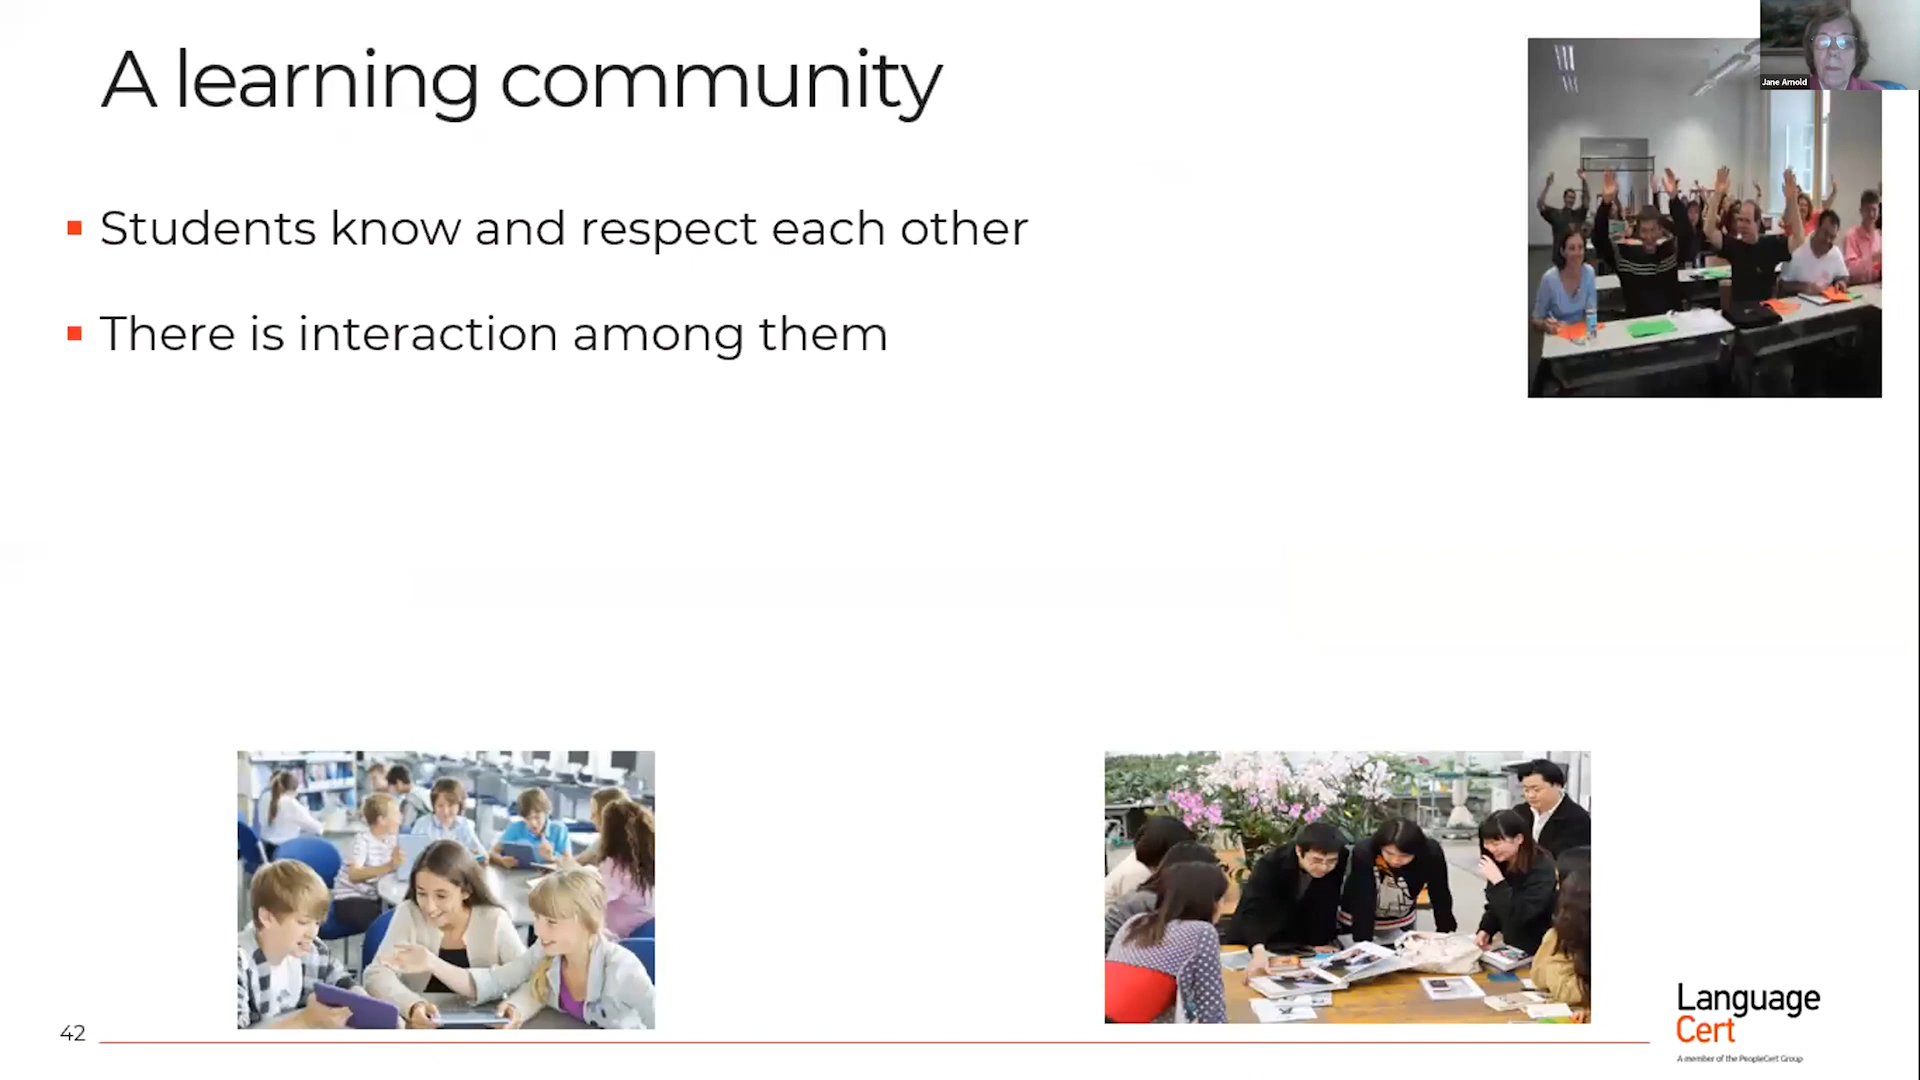 A learning community
Jane Arnold
Students know and respect each other
There is interaction among them
42
Language
Cert
A member of the PeopleCert Group